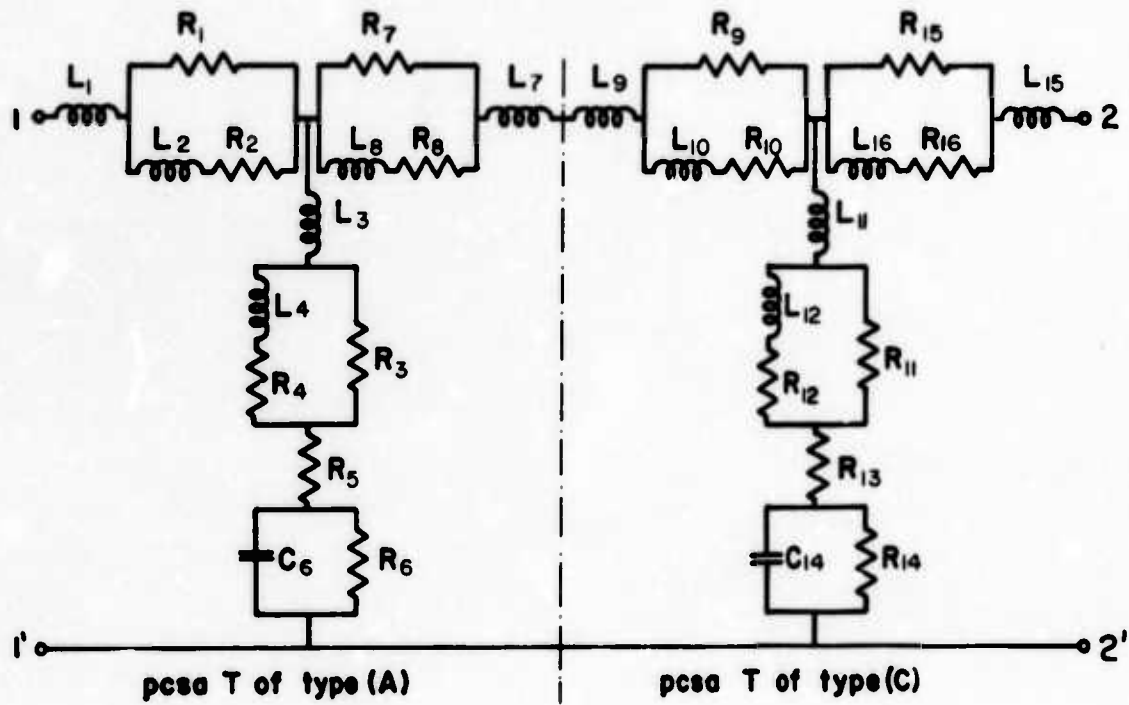 R1 R7 R9 R15
L1 L7 L9 L15
1 2
L2 R2 L8 R8 L10 R10 L16 R16
L3 L11
L4 L12
R3 R11
R4 R12
R5 R13
C6 R6 C14 R14
1' 2'
pcsa T of type (A) pcsa T of type (C)